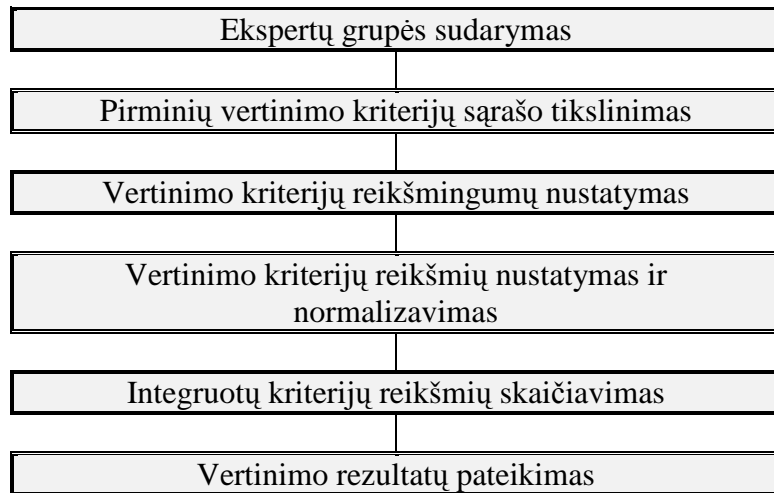 Ekspertų grupės sudarymas
Pirminių vertinimo kriterijų sąrašo tikslinimas
Vertinimo kriterijų reikšmingumų nustatymas
Vertinimo kriterijų reikšmių nustatymas ir
normalizavimas
Integruotų kriterijų reikšmių skaičiavimas
Vertinimo rezultatų pateikimas